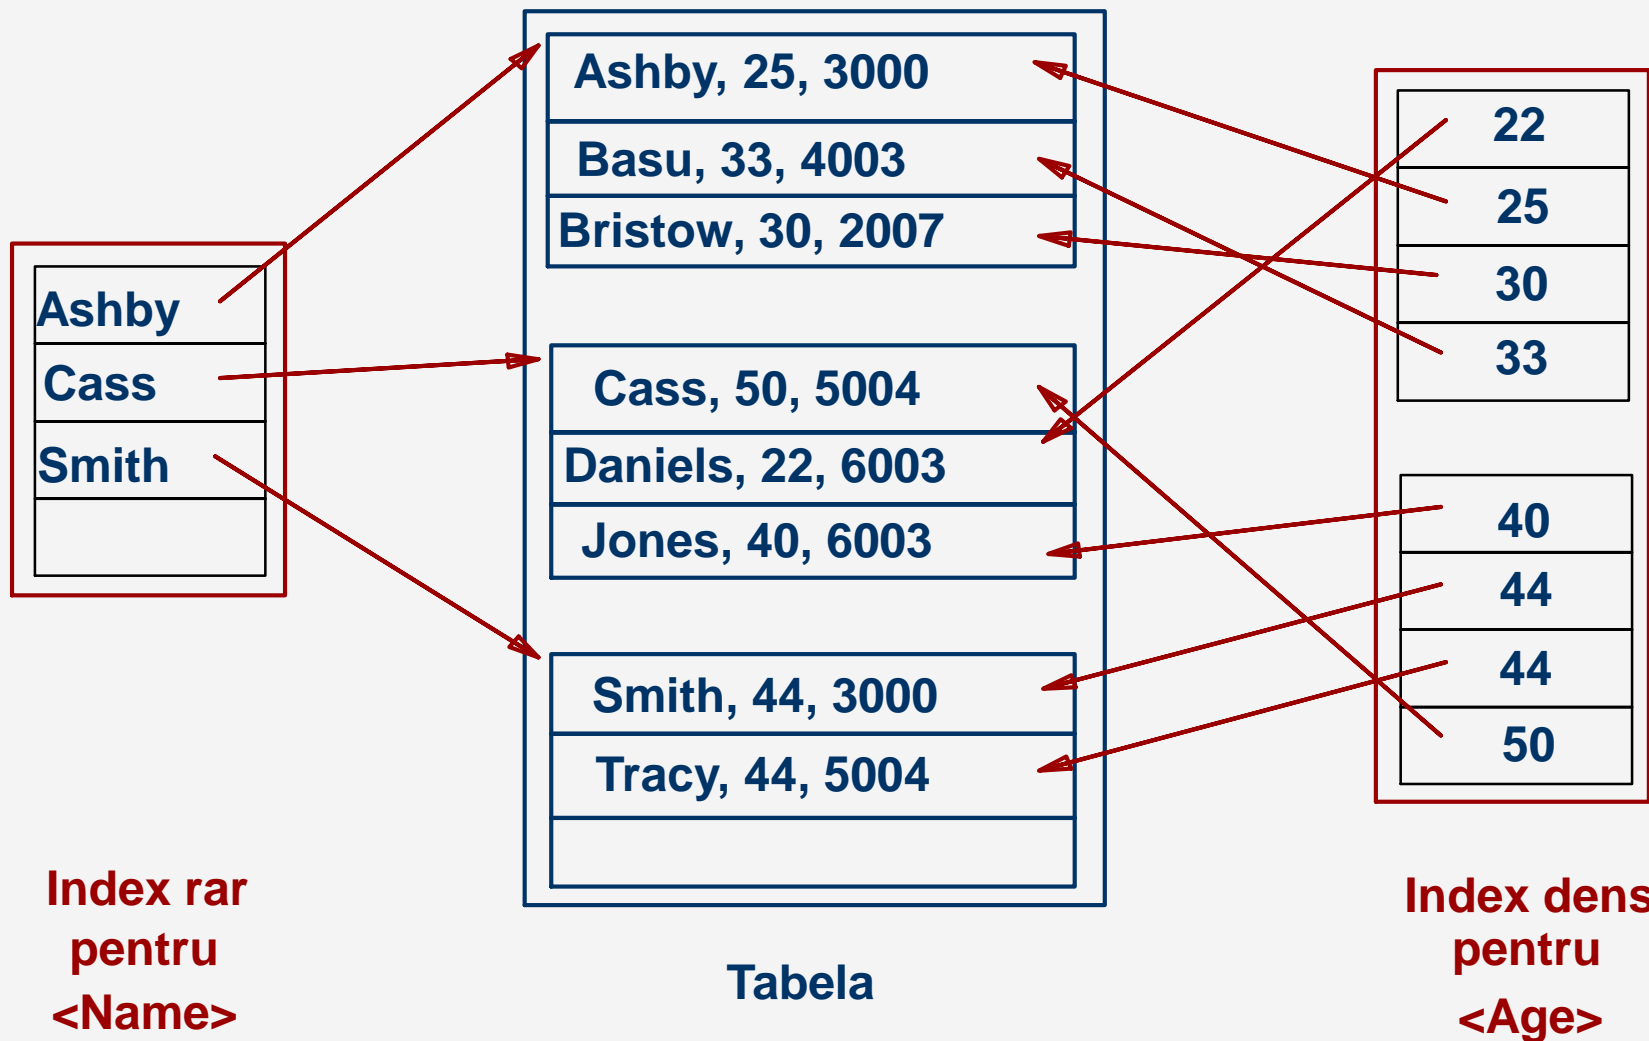 Ashby
Cass
Smith
Index rar
pentru
<Name>
Ashby, 25, 3000
Basu, 33, 4003
Bristow, 30, 2007
Cass, 50, 5004
Daniels, 22, 6003
Jones, 40, 6003
Smith, 44, 3000
Tracy, 44, 5004
Tabela
22
25
30
33
40
44
44
50
Index dens
pentru
<Age>